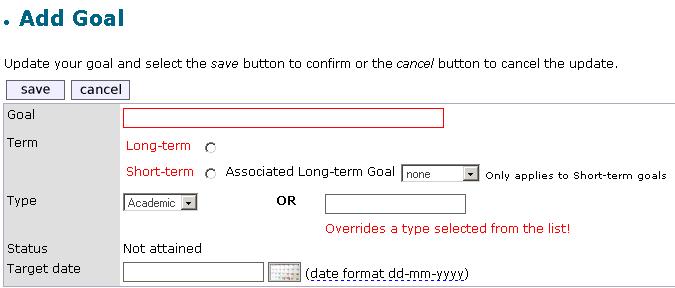 • Add Goal
Update your goal and select the save button to confirm or the cancel button to cancel the update.
save cancel
Goal
Term Long-term
Short-term Associated Long-term Goal none Only applies to Short-term goals
Type Academic OR
Overrides a type selected from the list!
Status Not attained
Target date (date format dd-mm-yyyy)